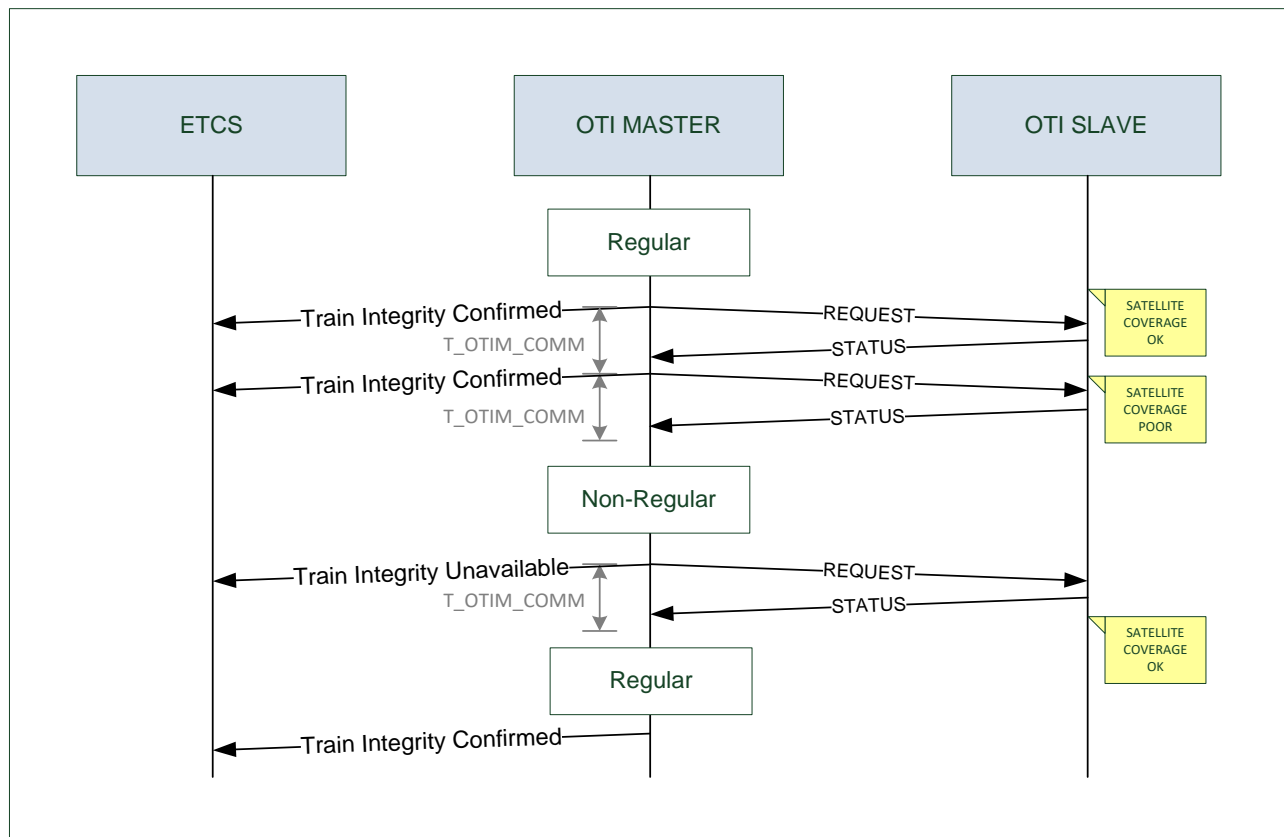 ETCS
OTI MASTER
OTI SLAVE
Regular
Train Integrity Confirmed
REQUEST
SATELLITE
COVERAGE
OK
T_OTIM_COMM
STATUS
Train Integrity Confirmed
REQUEST
SATELLITE
COVERAGE
POOR
T_OTIM_COMM
STATUS
Non-Regular
Train Integrity Unavailable
REQUEST
T_OTIM_COMM
STATUS
SATELLITE
COVERAGE
OK
Regular
Train Integrity Confirmed